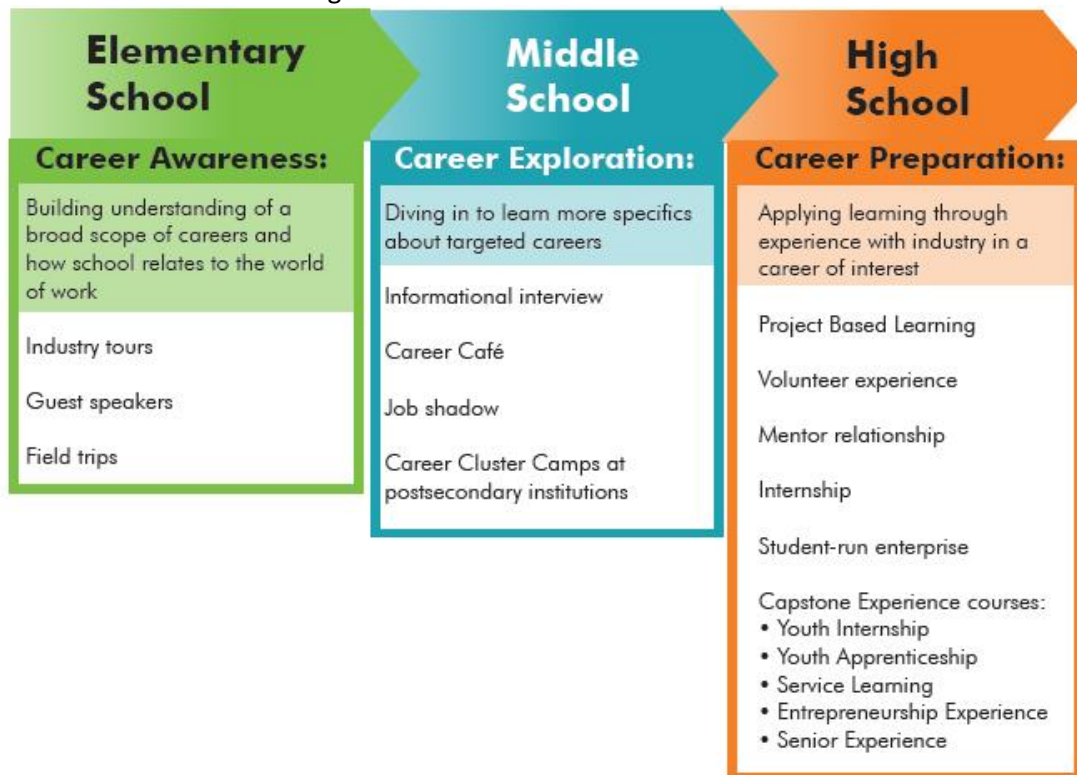 Elementary
School
Career Awareness:
Building understanding of a
broad scope of careers and
how school relates to the world
of work
Industry tours
Guest speakers
Field trips
Middle
School
Career Exploration:
Diving in to learn more specifics
about targeted careers
Informational interview
Career Café
Job shadow
Career Cluster Camps at
postsecondary institutions
High
School
Career Preparation:
Applying learning through
experience with industry in a
career of interest
Project Based Learning
Volunteer experience
Mentor relationship
Internship
Student-run enterprise
Capstone Experience courses:
• Youth Internship
• Youth Apprenticeship
• Service Learning
• Entrepreneurship Experience
• Senior Experience